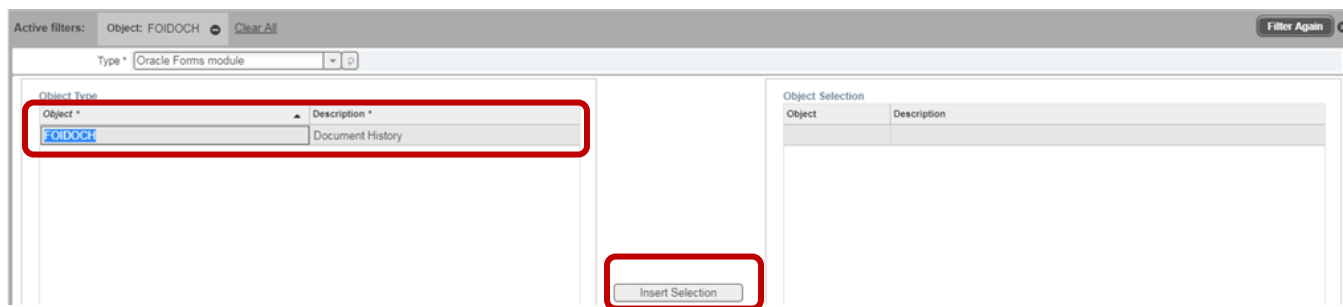 Active filters: Object: FOIDOCH Clear All Filter Again
Type * Oracle Forms module
Object Type Object Selection
Object * Description * Object Description
FOIDOCH Document History
Insert Selection